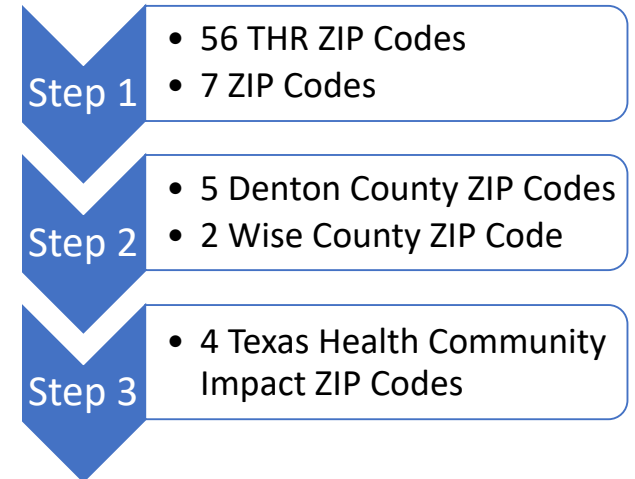 Step 1
• 56 THR ZIP Codes
• 7 ZIP Codes
Step 2
• 5 Denton County ZIP Codes
• 2 Wise County ZIP Code
Step 3
• 4 Texas Health Community
Impact ZIP Codes